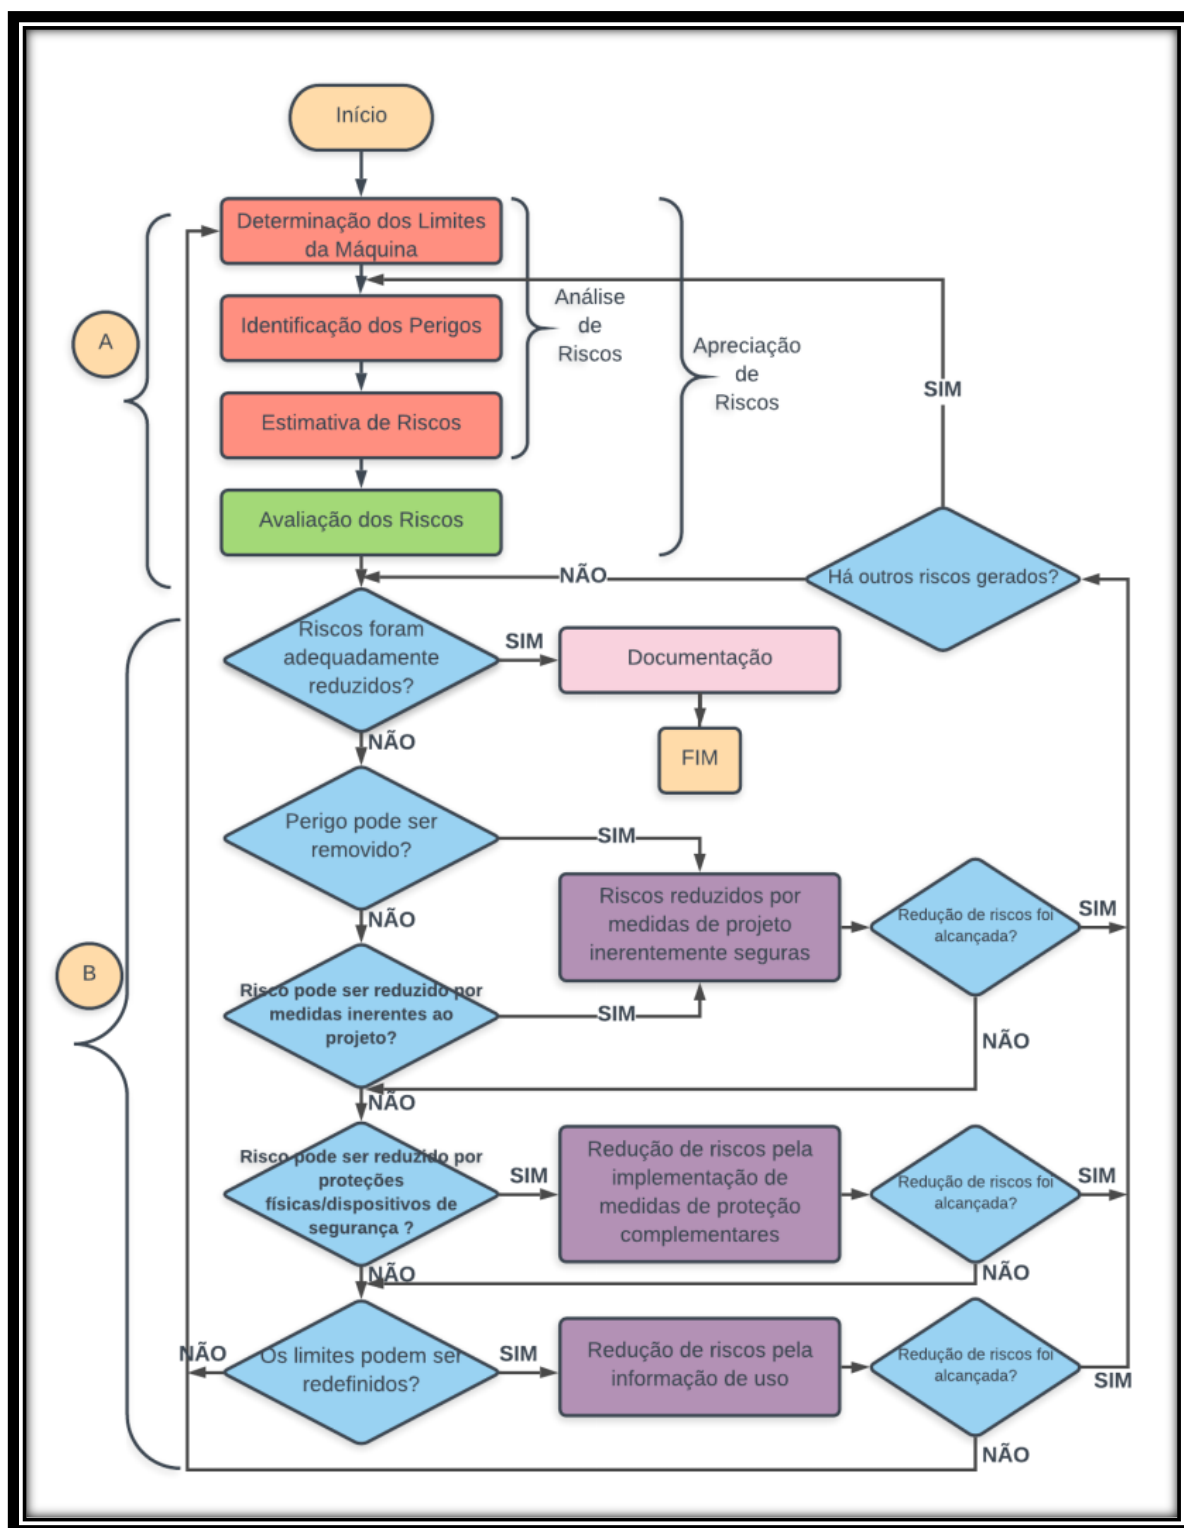 Início
Determinação dos Limites
da Máquina
Identificação dos Perigos
Estimativa de Riscos
Avaliação dos Riscos
A
Análise
de
Riscos
Apreciação
de
Riscos
SIM
Há outros riscos gerados?
NÃO
Riscos foram
adequadamente
reduzidos?
SIM
Documentação
FIM
NÃO
Perigo pode ser
removido?
SIM
NÃO
Riscos reduzidos por
medidas de projeto
inerentemente seguras
Redução de riscos foi
alcançada?
SIM
NÃO
B
Risco pode ser reduzido por
medidas inerentes ao
projeto?
SIM
NÃO
Risco pode ser reduzido por
proteções
físicas/dispositivos de
segurança ?
SIM
Redução de riscos pela
implementação de
medidas de proteção
complementares
Redução de riscos foi
alcançada?
SIM
NÃO
NÃO
Os limites podem ser
redefinidos?
NÃO
SIM
Redução de riscos pela
informação de uso
Redução de riscos foi
alcançada?
SIM
NÃO